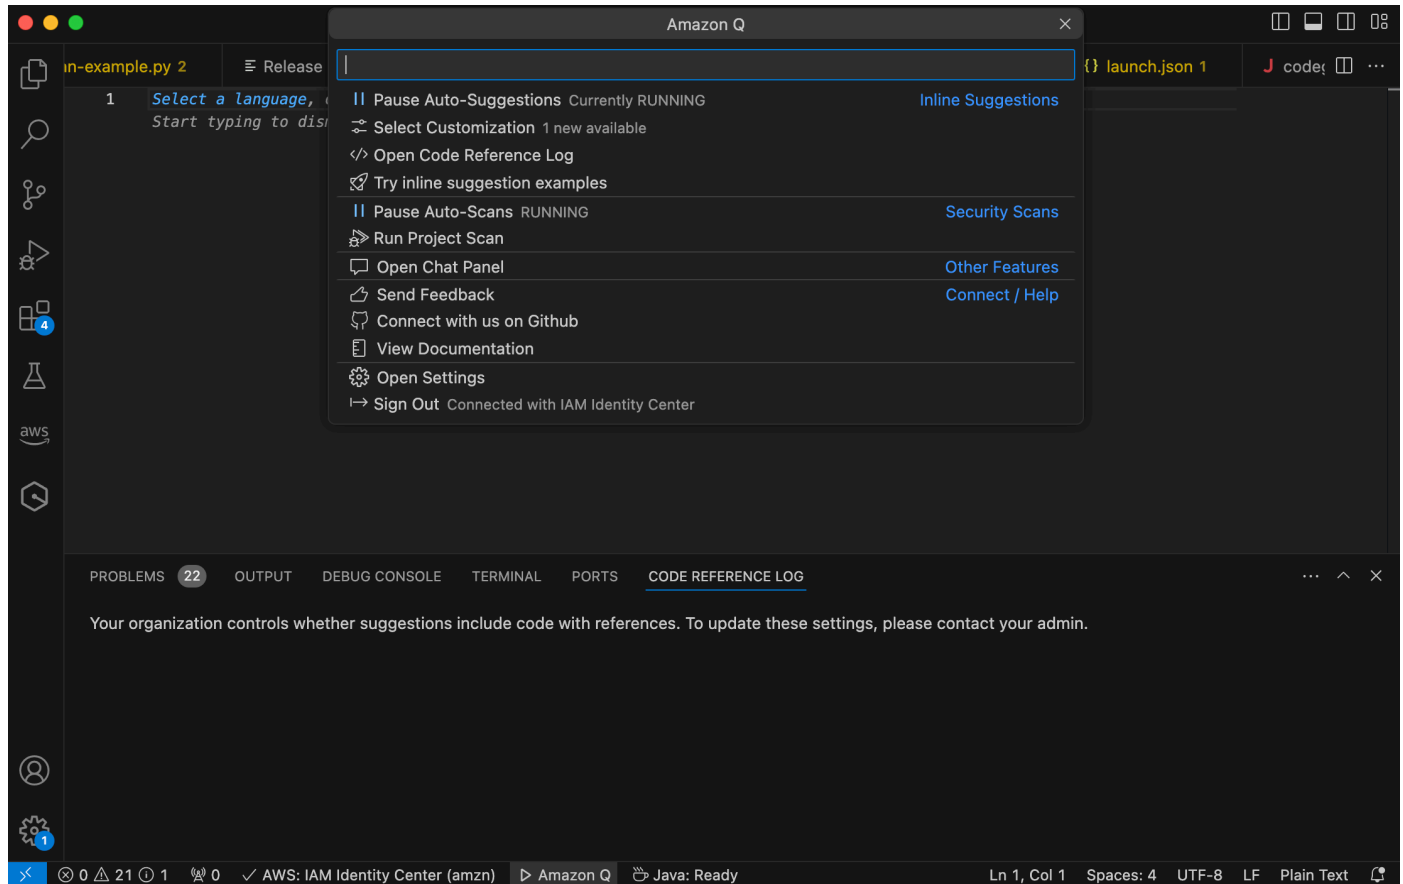 Amazon Q
n-example.py 2
Release
{} launch.json 1
J code
1 Select a language,
Start typing to
Pause Auto-Suggestions Currently RUNNING Inline Suggestions
Select Customization 1 new available
Open Code Reference Log
Try inline suggestion examples
Pause Auto-Scans RUNNING Security Scans
Run Project Scan
Open Chat Panel Other Features
Send Feedback Connect / Help
Connect with us on Github
View Documentation
Open Settings
Sign Out Connected with IAM Identity Center
4
aws
PROBLEMS 22 OUTPUT DEBUG CONSOLE TERMINAL PORTS CODE REFERENCE LOG
Your organization controls whether suggestions include code with references. To update these settings, please contact your admin.
1
0 21 1 0 AWS: IAM Identity Center (amzn) Amazon Q Java: Ready Ln 1, Col 1 Spaces: 4 UTF-8 LF Plain Text